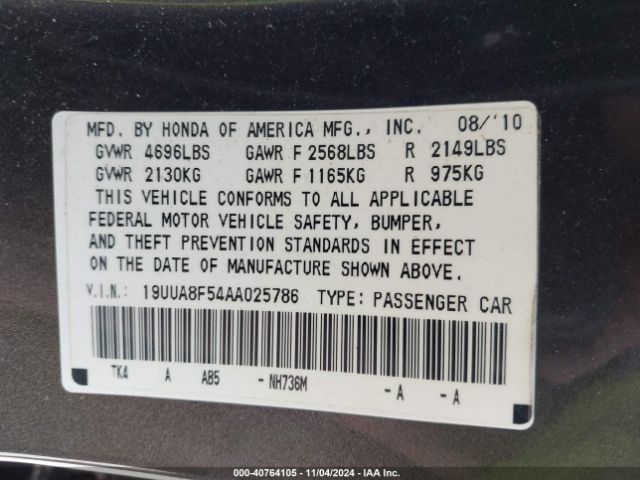 MFD. BY HONDA OF AMERICA MFG., INC. 08/'10
GVWR 4696LBS GAWR F 2568LBS R 2149LBS
GVWR 2130KG GAWR F 1165KG R 975KG
THIS VEHICLE CONFORMS TO ALL APPLICABLE
FEDERAL MOTOR VEHICLE SAFETY, BUMPER,
AND THEFT PREVENTION STANDARDS IN EFFECT
ON THE DATE OF MANUFACTURE SHOWN ABOVE.
V.I.N.: 19UUA8F54AA025786 TYPE: PASSENGER CAR
TK4 A AB5 -NH736M -A -A
000-40764105 - 11/04/2024 - IAA Inc.